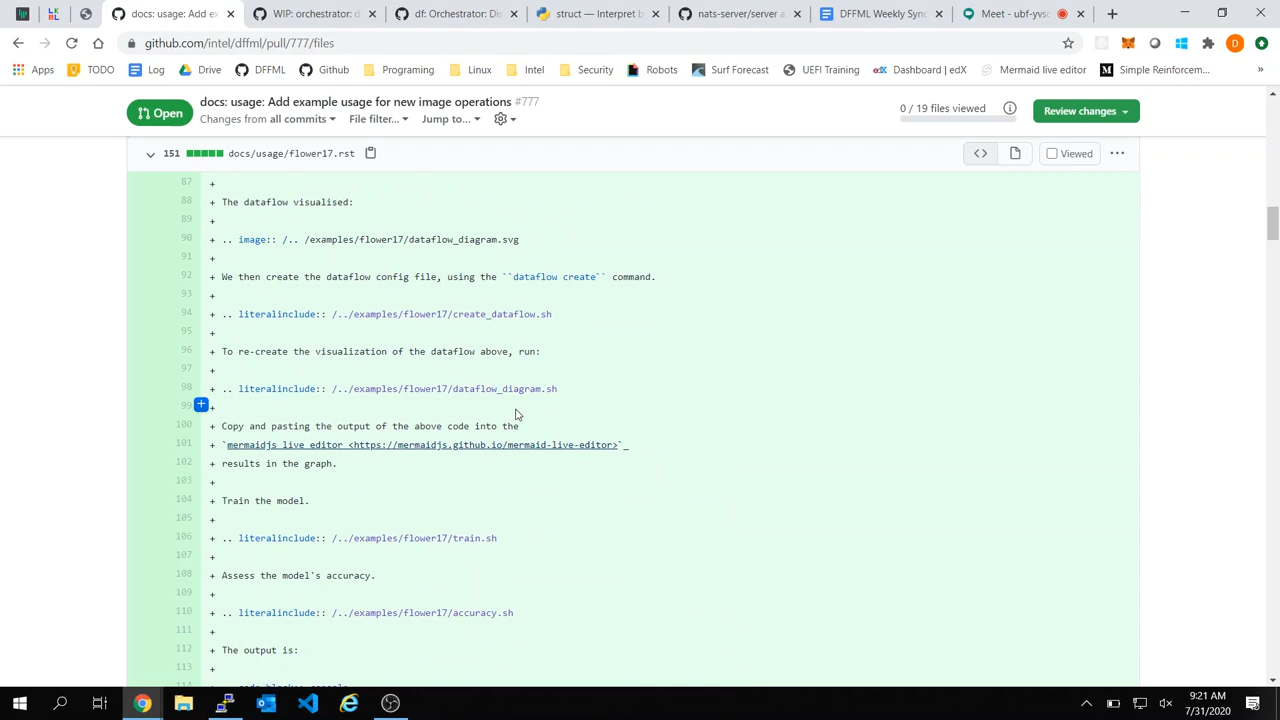 docs: usage: Add ex
WIP: orchestrator: d
df: Orchestrator: Dis
struct — Interpret b
nats-server/server a
DFFML Weekly Sync
Meet - ubf-ywsc
github.com/intel/dffml/pull/777/files
Apps
TODO
Log
Drive
DFFML
Github
Programing
Linux
Intel
Security
Robots
Surf Forecast
UEFI Training
Dashboard | edX
Mermaid live editor
Simple Reinforcem...
»
Open
docs: usage: Add example usage for new image operations #777
Changes from all commits
File filter...
Jump to...
0 / 19 files viewed
Review changes
151
docs/usage/flower17.rst
Viewed
87 +
88 + The dataflow visualised:
89 +
90 + .. image:: /.. /examples/flower17/dataflow_diagram.svg
91 +
92 + We then create the dataflow config file, using the ``dataflow create`` command.
93 +
94 + .. literalinclude:: /../examples/flower17/create_dataflow.sh
95 +
96 + To re-create the visualization of the dataflow above, run:
97 +
98 + .. literalinclude:: /../examples/flower17/dataflow_diagram.sh
99 +
100 + Copy and pasting the output of the above code into the
101 + `mermaidjs live editor <https://mermaidjs.github.io/mermaid-live-editor>`_
102 + results in the graph.
103 +
104 + Train the model.
105 +
106 + .. literalinclude:: /../examples/flower17/train.sh
107 +
108 + Assess the model's accuracy.
109 +
110 + .. literalinclude:: /../examples/flower17/accuracy.sh
111 +
112 + The output is:
113 +
9:21 AM
7/31/2020